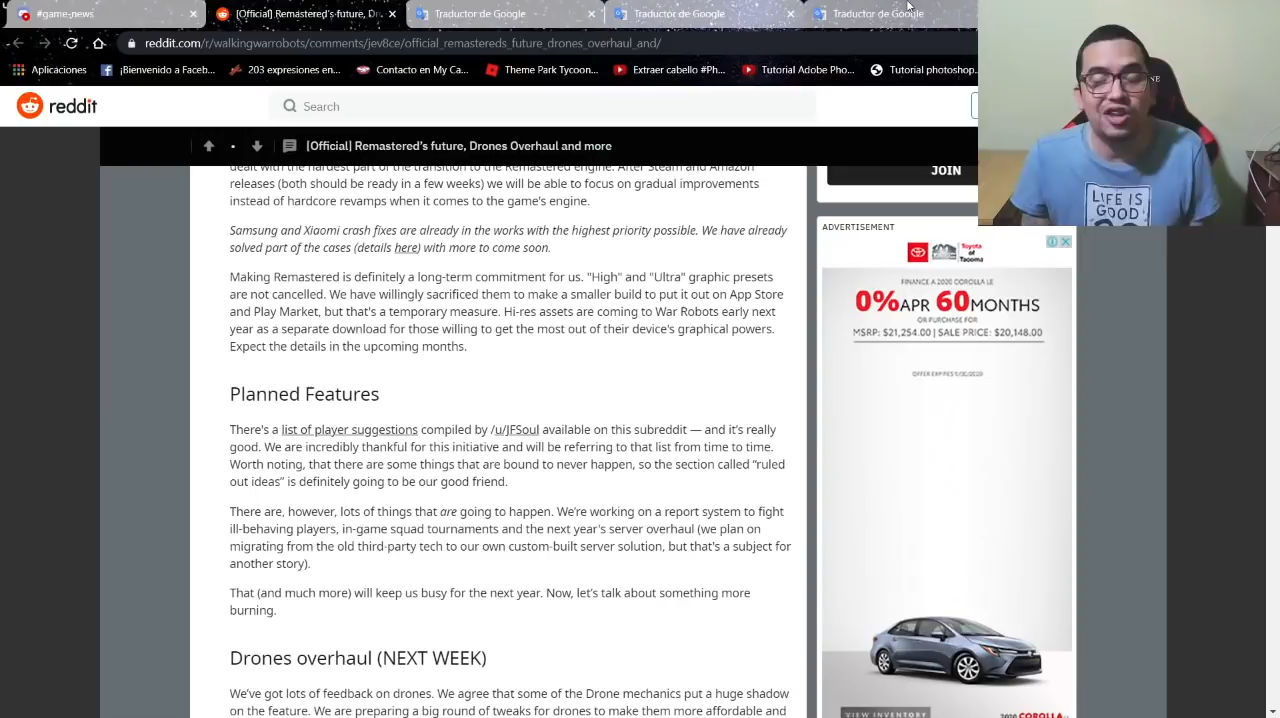 #game-news
[Official] Remastered's future, Dr
Traductor de Google
Traductor de Google
Traductor de Google
reddit.com/r/walkingwarrobots/comments/jev8ce/official_remastereds_future_drones_overhaul_and/
Aplicaciones
¡Bienvenido a Faceb...
203 expresiones en...
Contacto en My Ca...
Theme Park Tycoon...
Extraer cabello #Ph...
Tutorial Adobe Pho...
Tutorial photoshop
reddit
Search
[Official] Remastered's future, Drones Overhaul and more
dealt with the hardest part of the transition to the Remastered engine. After Steam and Amazon
releases (both should be ready in a few weeks) we will be able to focus on gradual improvements
instead of hardcore revamps when it comes to the game's engine.
Samsung and Xiaomi crash fixes are already in the works with the highest priority possible. We have already
solved part of the cases (details here) with more to come soon.
Making Remastered is definitely a long-term commitment for us. "High" and "Ultra" graphic presets
are not cancelled. We have willingly sacrificed them to make a smaller build to put it out on App Store
and Play Market, but that's a temporary measure. Hi-res assets are coming to War Robots early next
year as a separate download for those willing to get the most out of their device's graphical powers.
Expect the details in the upcoming months.
Planned Features
There's a list of player suggestions compiled by /u/JFSoul available on this subreddit — and it's really
good. We are incredibly thankful for this initiative and will be referring to that list from time to time.
Worth noting, that there are some things that are bound to never happen, so the section called “ruled
out ideas” is definitely going to be our good friend.
There are, however, lots of things that are going to happen. We're working on a report system to fight
ill-behaving players, in-game squad tournaments and the next year's server overhaul (we plan on
migrating from the old third-party tech to our own custom-built server solution, but that's a subject for
another story).
That (and much more) will keep us busy for the next year. Now, let's talk about something more
burning.
Drones overhaul (NEXT WEEK)
We've got lots of feedback on drones. We agree that some of the Drone mechanics put a huge shadow
on the feature. We are preparing a big round of tweaks for drones to make them more affordable and
JOIN
ADVERTISEMENT
Toyota
of
Tacoma
FINANCE A 2020 COROLLA LE
0% APR 60 MONTHS
OR PURCHASE FOR
MSRP: $21,254.00 | SALE PRICE: $20,148.00
VIEW INVENTORY
2020 COROLLA
LIFE IS
GOOD